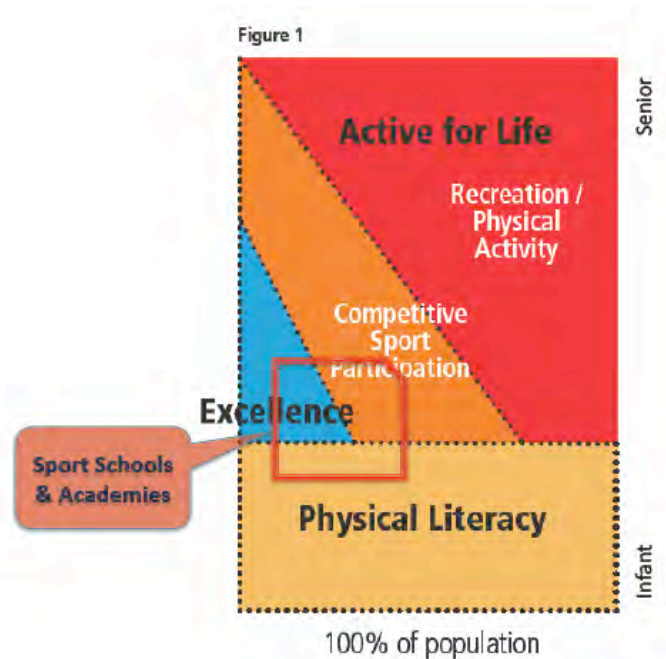 Figure 1
Senior
Active for Life
Recreation /
Physical
Activity
Competitive
Sport
Participation
Excellence
Sport Schools
& Academies
Physical Literacy
Infant
100% of population